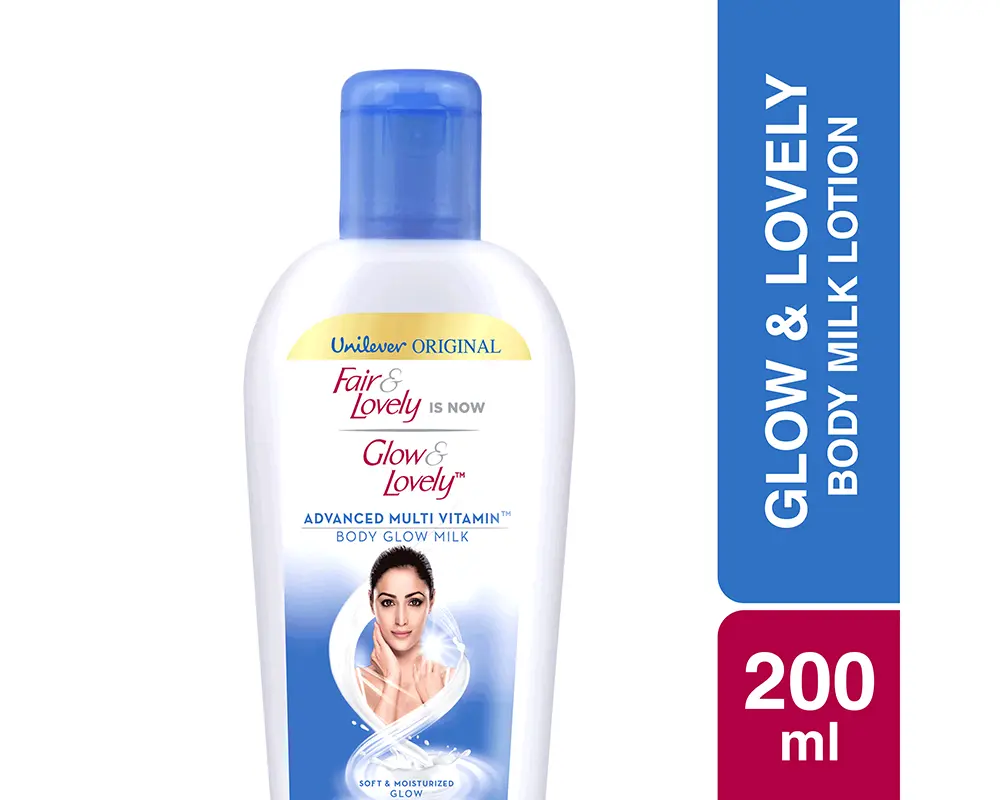 Unilever ORIGINAL
Fair &
Lovely IS NOW
Glow &
Lovely™
ADVANCED MULTI VITAMIN™
BODY GLOW MILK
SOFT & MOISTURIZED
GLOW
GLOW & LOVELY
BODY MILK LOTION
200
ml